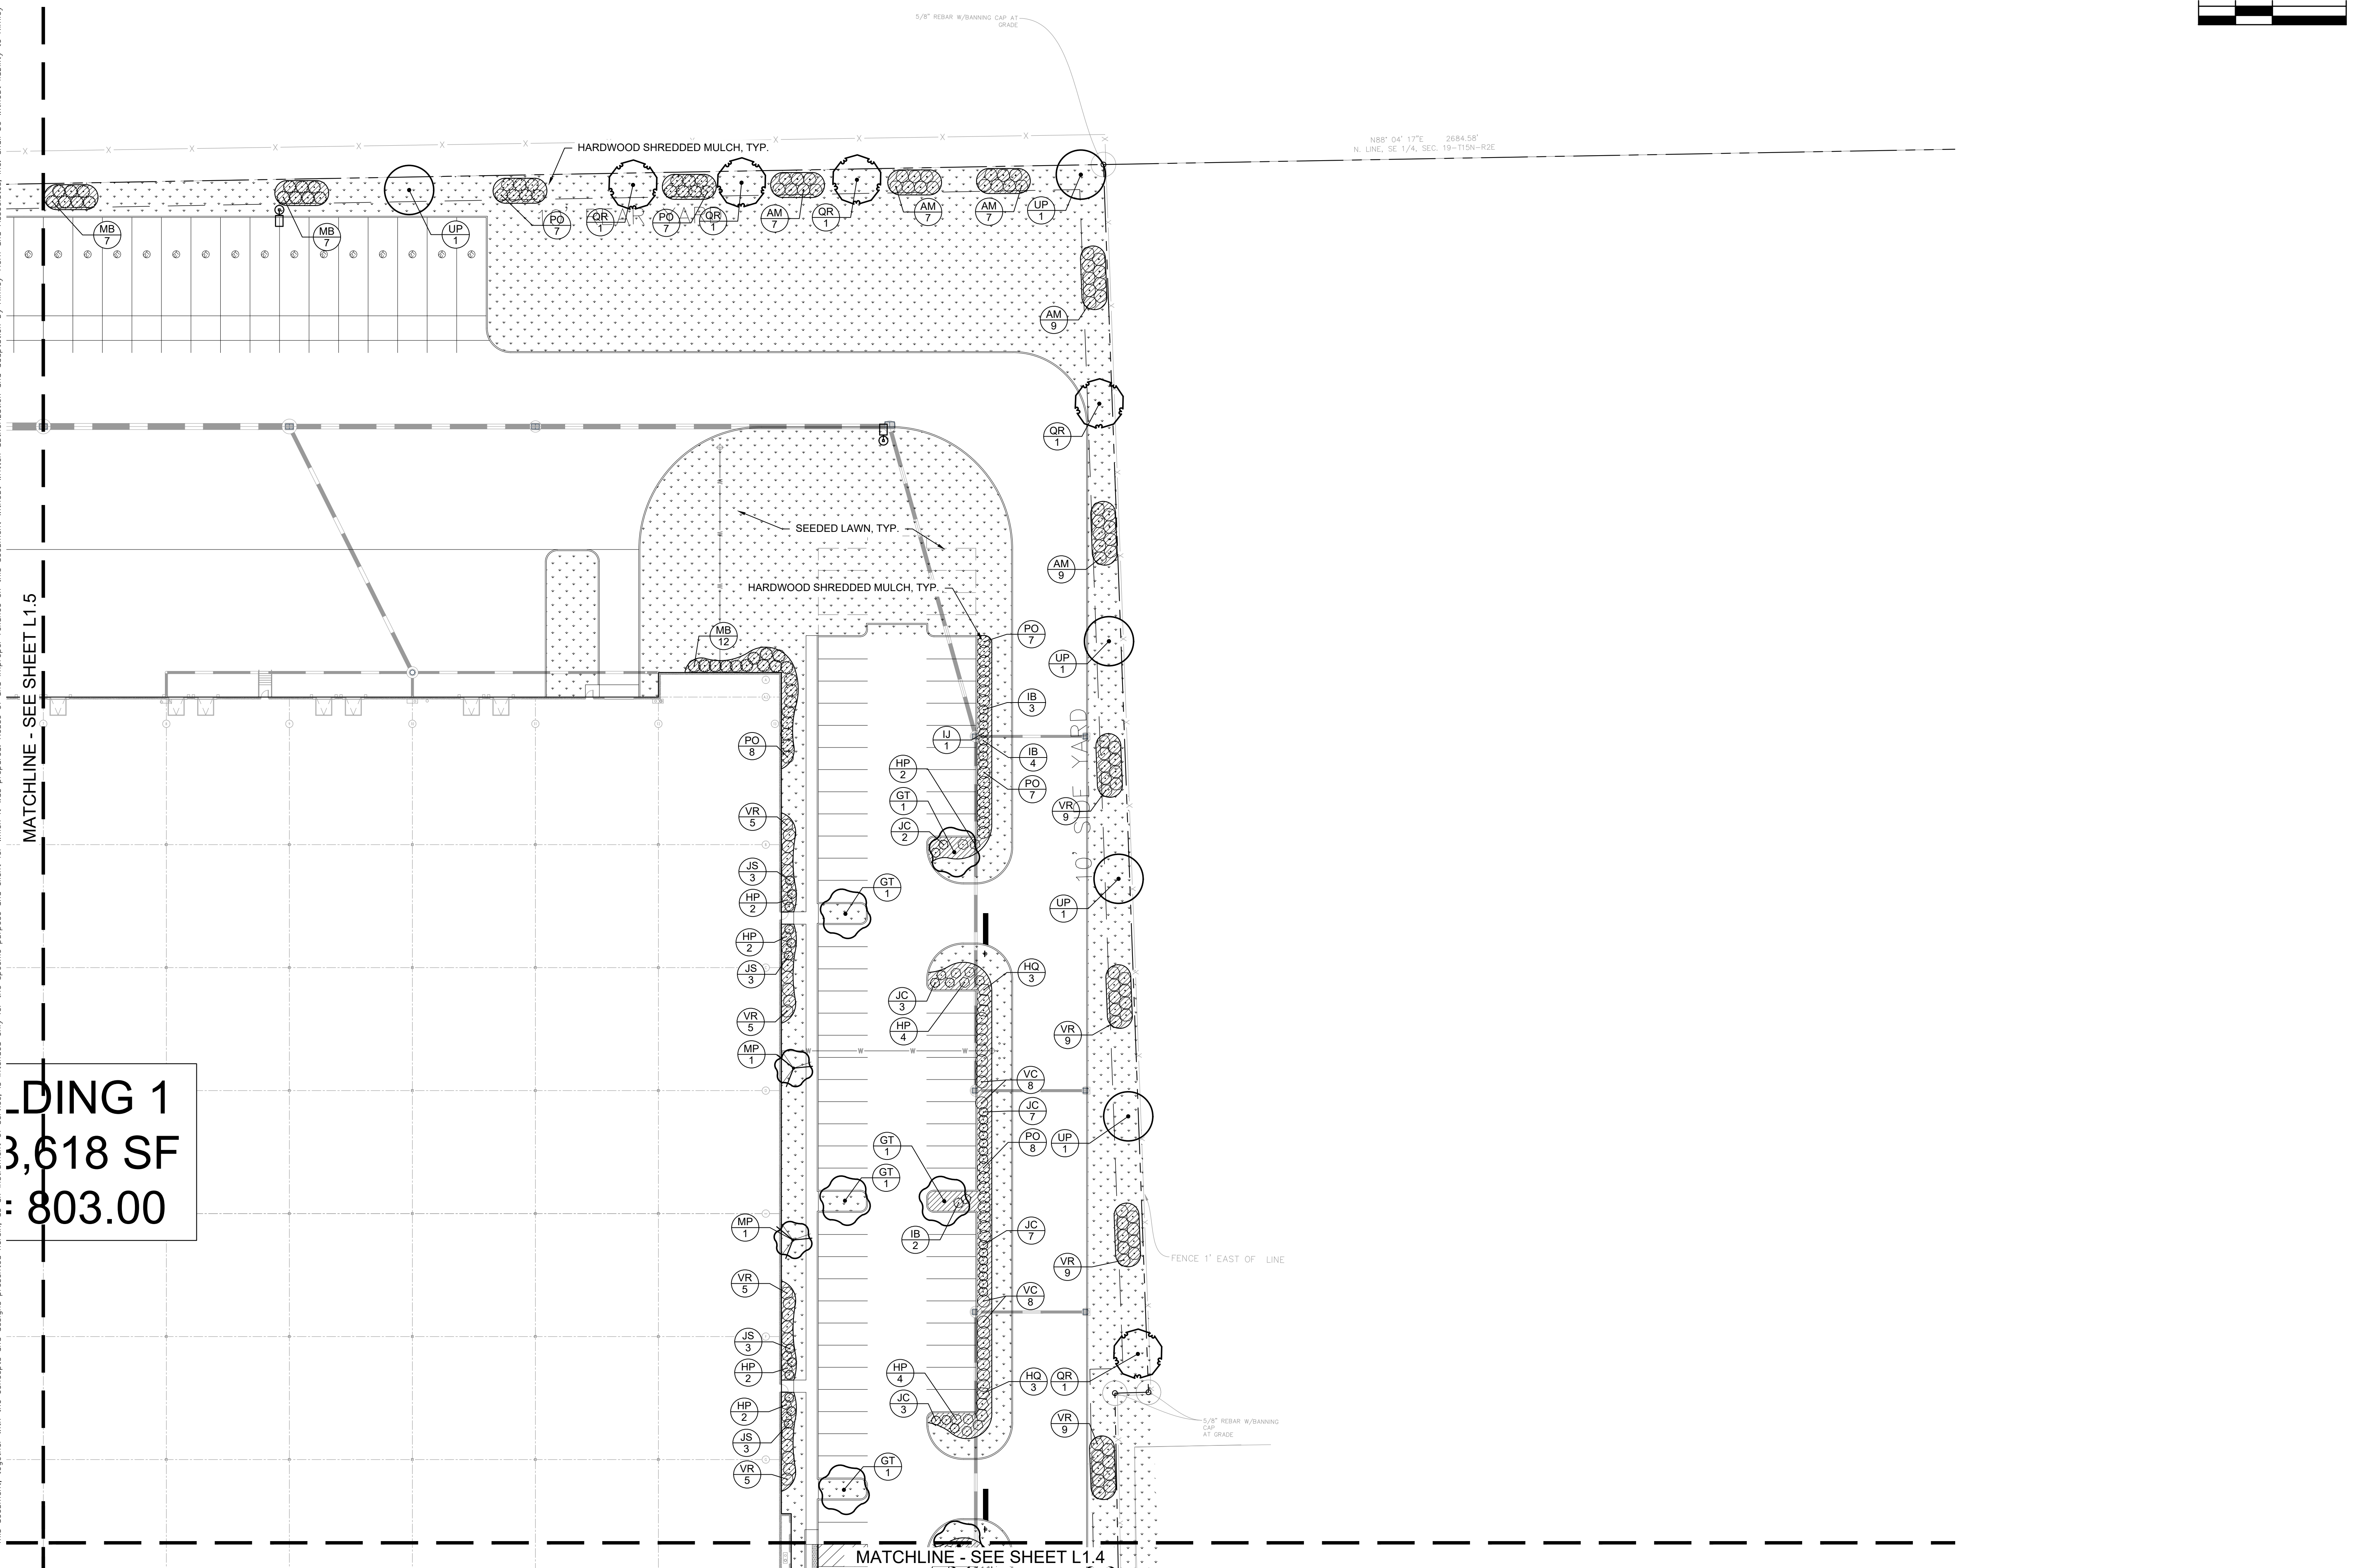 5/8" REBAR W/BANNING CAP AT
GRADE
N88° 04' 17"E 2684.58'
N. LINE, SE 1/4, SEC. 19-T15N-R2E
HARDWOOD SHREDDED MULCH, TYP.
MB
7
MB
7
UP
1
PO
7
QR
1
PO
7
QR
1
AM
7
QR
1
AM
7
AM
7
UP
1
AM
9
QR
1
SEEDED LAWN, TYP.
AM
9
HARDWOOD SHREDDED MULCH, TYP.
MATCHLINE - SEE SHEET L1.5
MB
12
PO
7
UP
1
IB
3
10' SIDE YARD
IJ
1
PO
8
IB
4
HP
2
PO
7
GT
1
VR
9
VR
5
JC
2
JS
3
GT
1
HP
2
UP
1
HP
2
JS
3
HQ
3
JC
3
VR
5
HP
4
VR
9
MP
1
W W W W
LDING 1
3,618 SF
= 803.00
VC
8
JC
7
GT
1
PO
8
UP
1
GT
1
MP
1
IB
2
JC
7
FENCE 1' EAST OF LINE
VR
9
VR
5
VC
8
JS
3
HP
2
HP
4
HQ
3
QR
1
HP
2
JC
3
VR
9
5/8" REBAR W/BANNING
CAP
AT GRADE
JS
3
VR
5
GT
1
MATCHLINE - SEE SHEET L1.4